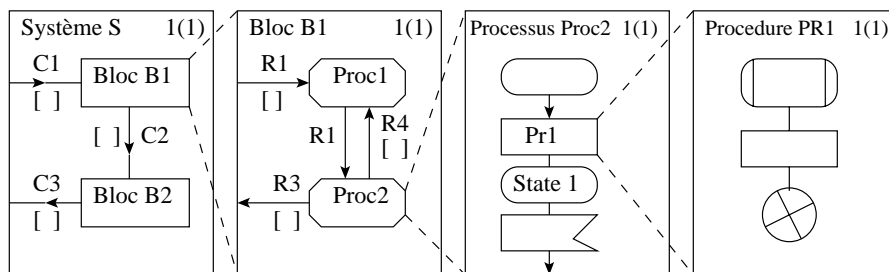 Système S 1(1)
C1
Bloc B1
[ ]
[ ] C2
C3
Bloc B2
[ ]
Bloc B1 1(1)
R1
Proc1
[ ]
R1
R4
[ ]
R3
Proc2
[ ]
Processus Proc2 1(1)
Pr1
State 1
Procedure PR1 1(1)